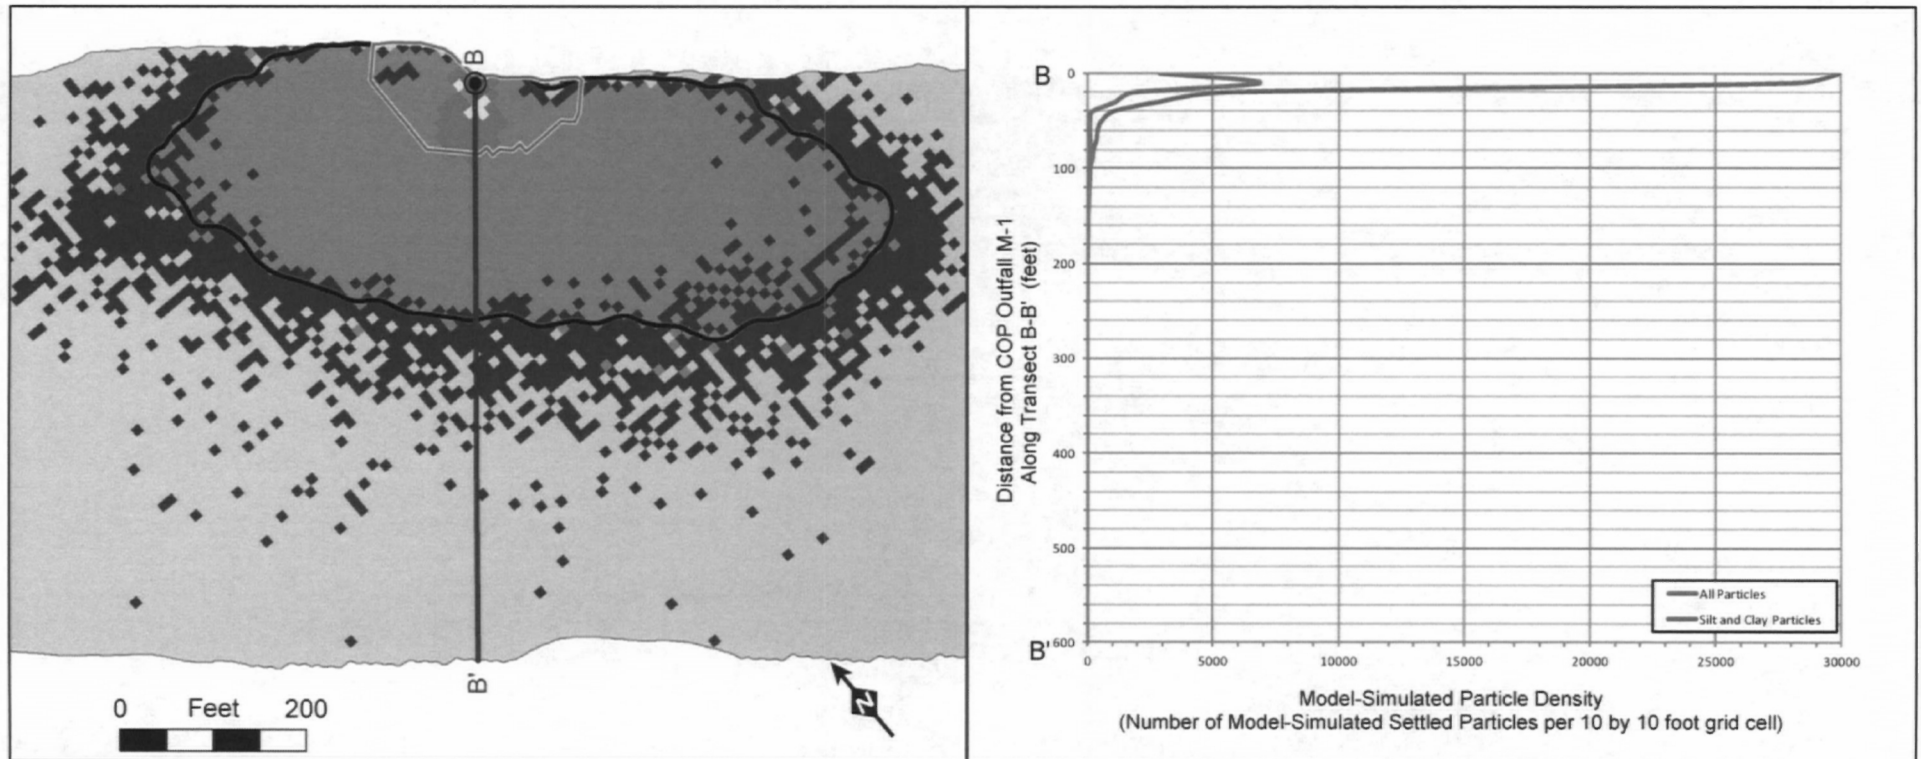 B
B'
0 Feet 200
N
B
Distance from COP Outfall M-1
Along Transect B-B' (feet)
0
100
200
300
400
500
600
B'
0 5000 10000 15000 20000 25000 30000
All Particles
Silt and Clay Particles
Model-Simulated Particle Density
(Number of Model-Simulated Settled Particles per 10 by 10 foot grid cell)